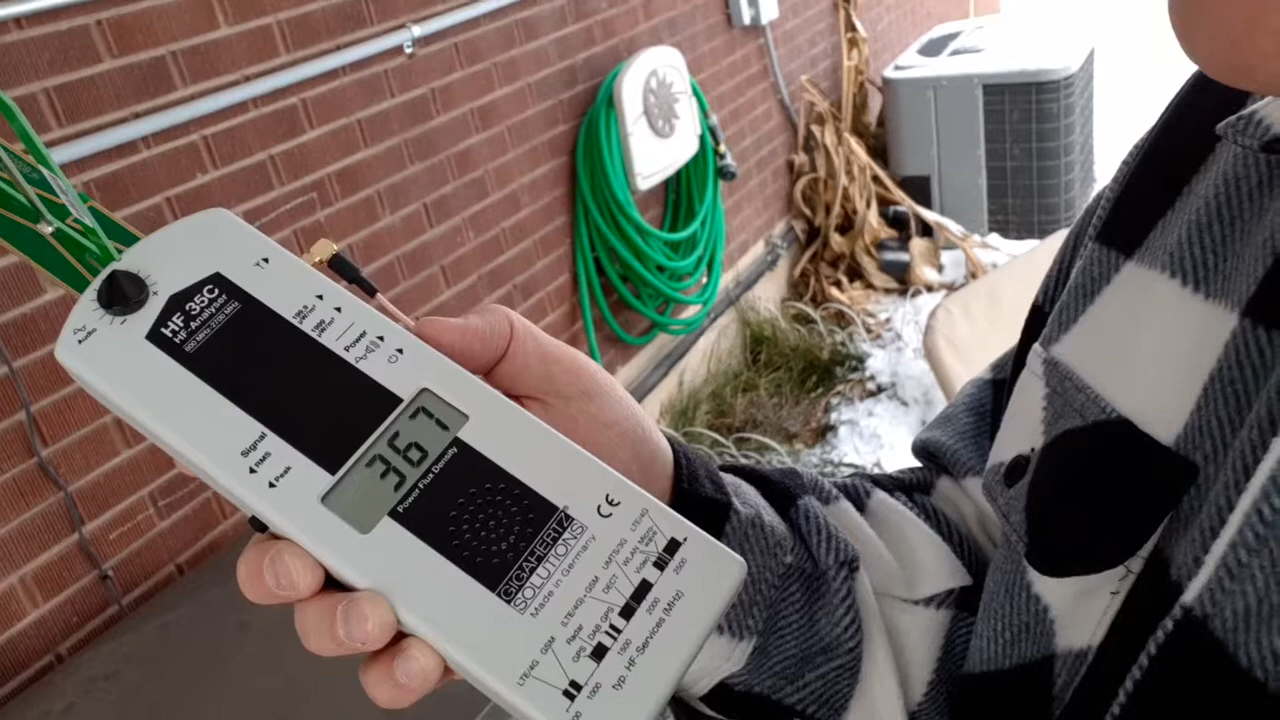 Audio
HF 35C
HF-Analyser
800 MHz-2500 MHz
199.9
µW/m²
1999
µW/m²
Power
Signal
RMS
Peak
367
Power Flux Density
CE
GIGAHERTZ®
SOLUTIONS
Made in Germany
LTE/4G
GSM
Radar
GPS
(LTE/4G)+GSM
DAB
GPS
DECT
UMTS/3G
WLAN
Video
Micro-
wave
LTE/4G
1000
1500
2000
2500
typ. HF-Services (MHz)